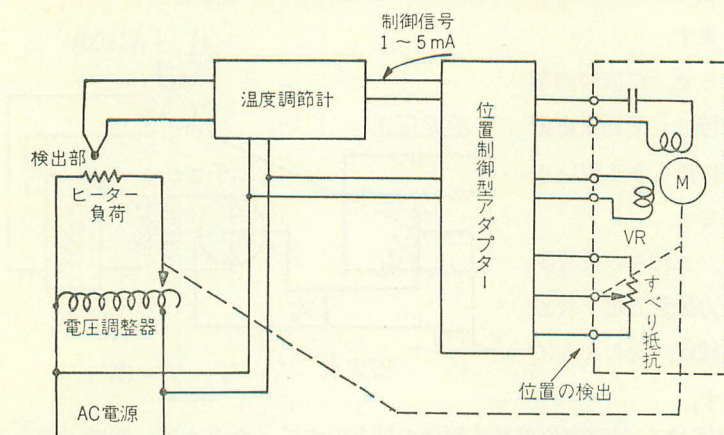 制御信号
1～5mA
温度調節計
検出部
ヒーター
負荷
電圧調整器
AC電源
位置制御型アダプター
M
VR
すべり抵抗
位置の検出